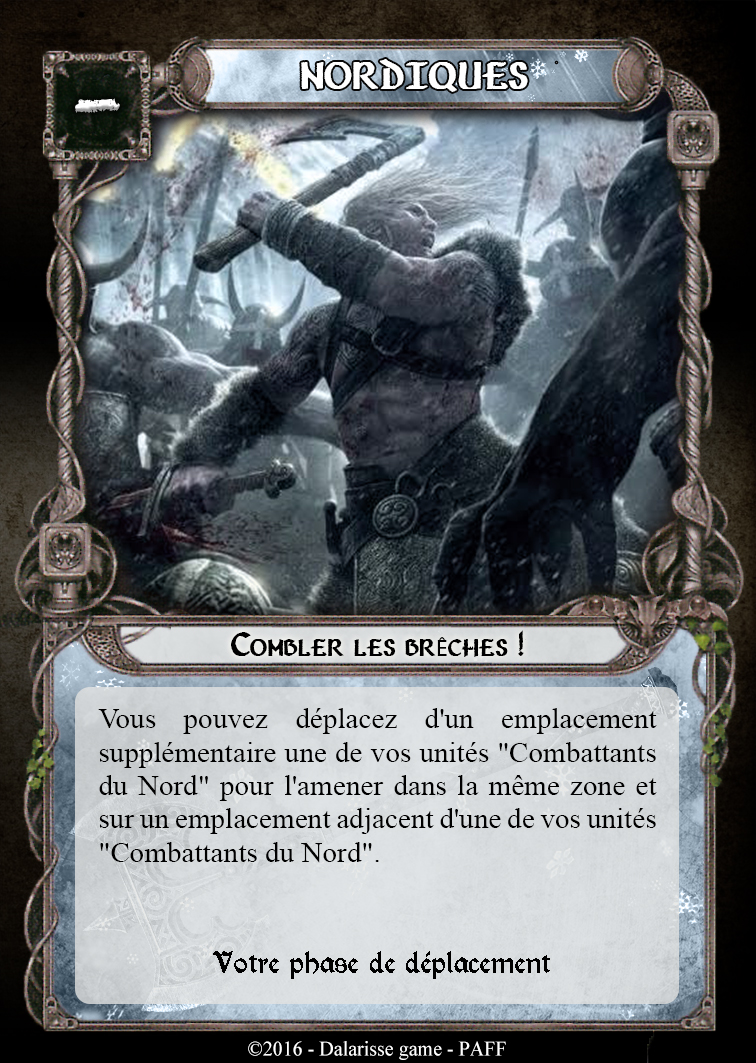 NORDIQUES
Combler les brêches !
Vous pouvez déplacez d'un emplacement
supplémentaire une de vos unités "Combattants
du Nord" pour l'amener dans la même zone et
sur un emplacement adjacent d'une de vos unités
"Combattants du Nord".
Votre phase de déplacement
©2016 - Dalarisse game - PAFF